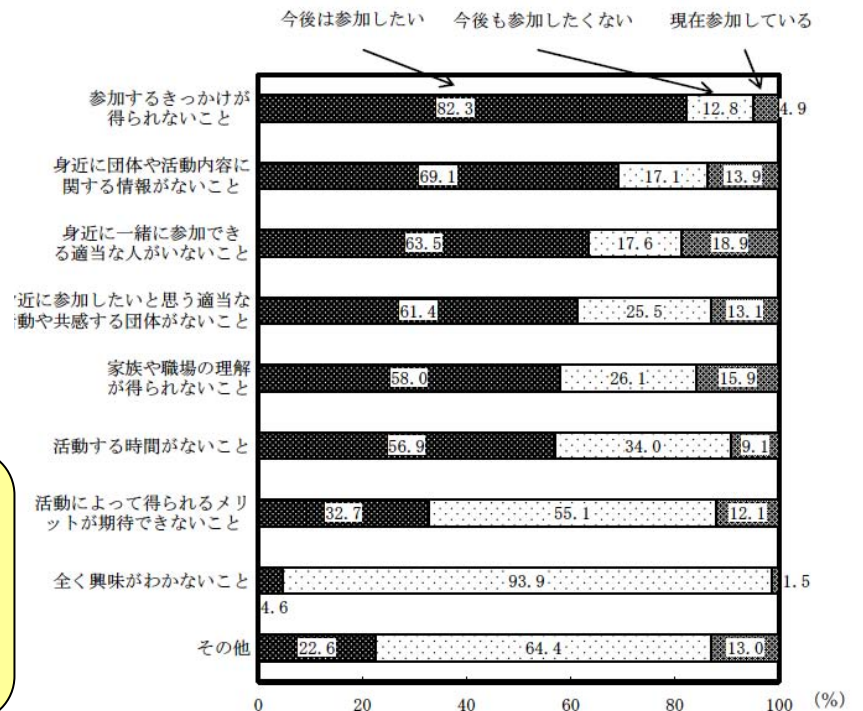 今後は参加したい 今後も参加したくない 現在参加している
参加するきっかけが
得られないこと
82.3 12.8 4.9
身近に団体や活動内容に
関する情報がないこと
69.1 17.1 13.9
身近に一緒に参加でき
る適当な人がいないこと
63.5 17.6 18.9
近に参加したいと思う適当な
動や共感する団体がないこと
61.4 25.5 13.1
家族や職場の理解
が得られないこと
58.0 26.1 15.9
活動する時間がないこと
56.9 34.0 9.1
活動によって得られるメリ
ットが期待できないこと
32.7 55.1 12.1
全く興味がわかないこと
93.9 1.5
4.6
その他
22.6 64.4 13.0
0 20 40 60 80 100 (%)